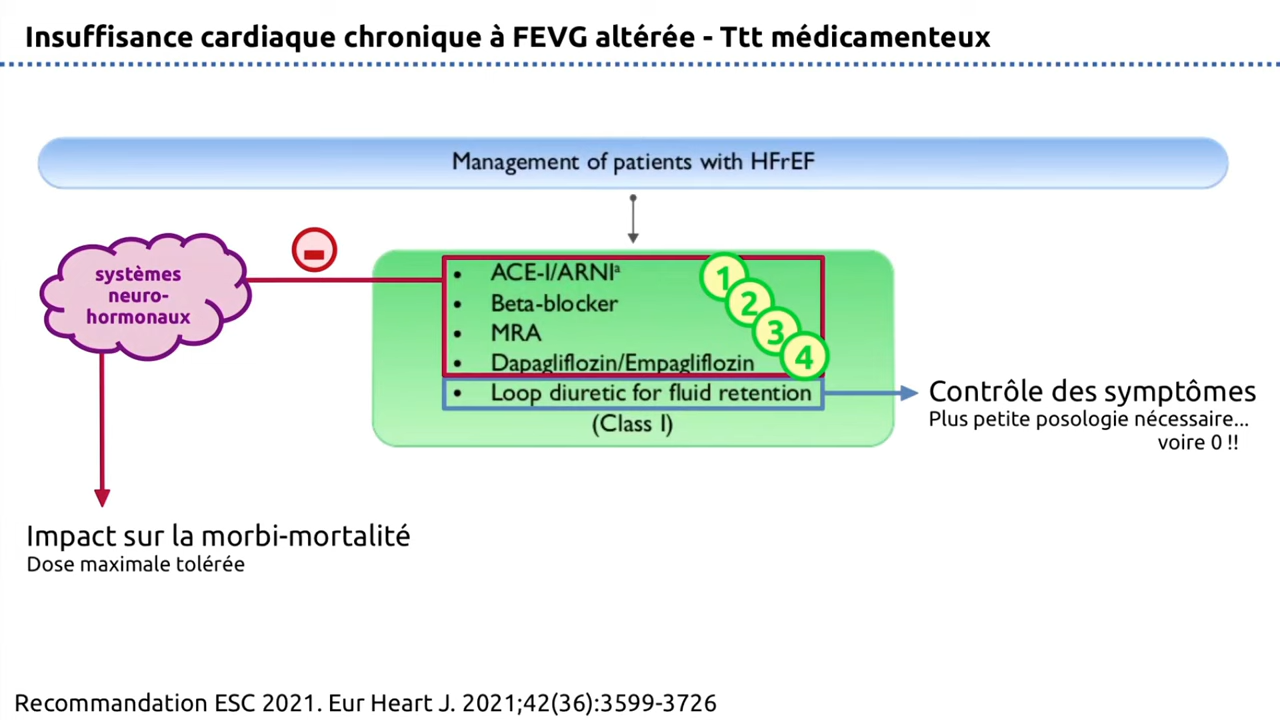 Insuffisance cardiaque chronique à FEVG altérée - Ttt médicamenteux
Management of patients with HFrEF
systèmes
neuro-
hormonaux
• ACE-I/ARNIᵃ
• Beta-blocker
• MRA
• Dapagliflozin/Empagliflozin
• Loop diuretic for fluid retention
(Class I)
1
2
3
4
Contrôle des symptômes
Plus petite posologie nécessaire...
voire 0 !!
Impact sur la morbi-mortalité
Dose maximale tolérée
Recommandation ESC 2021. Eur Heart J. 2021;42(36):3599-3726